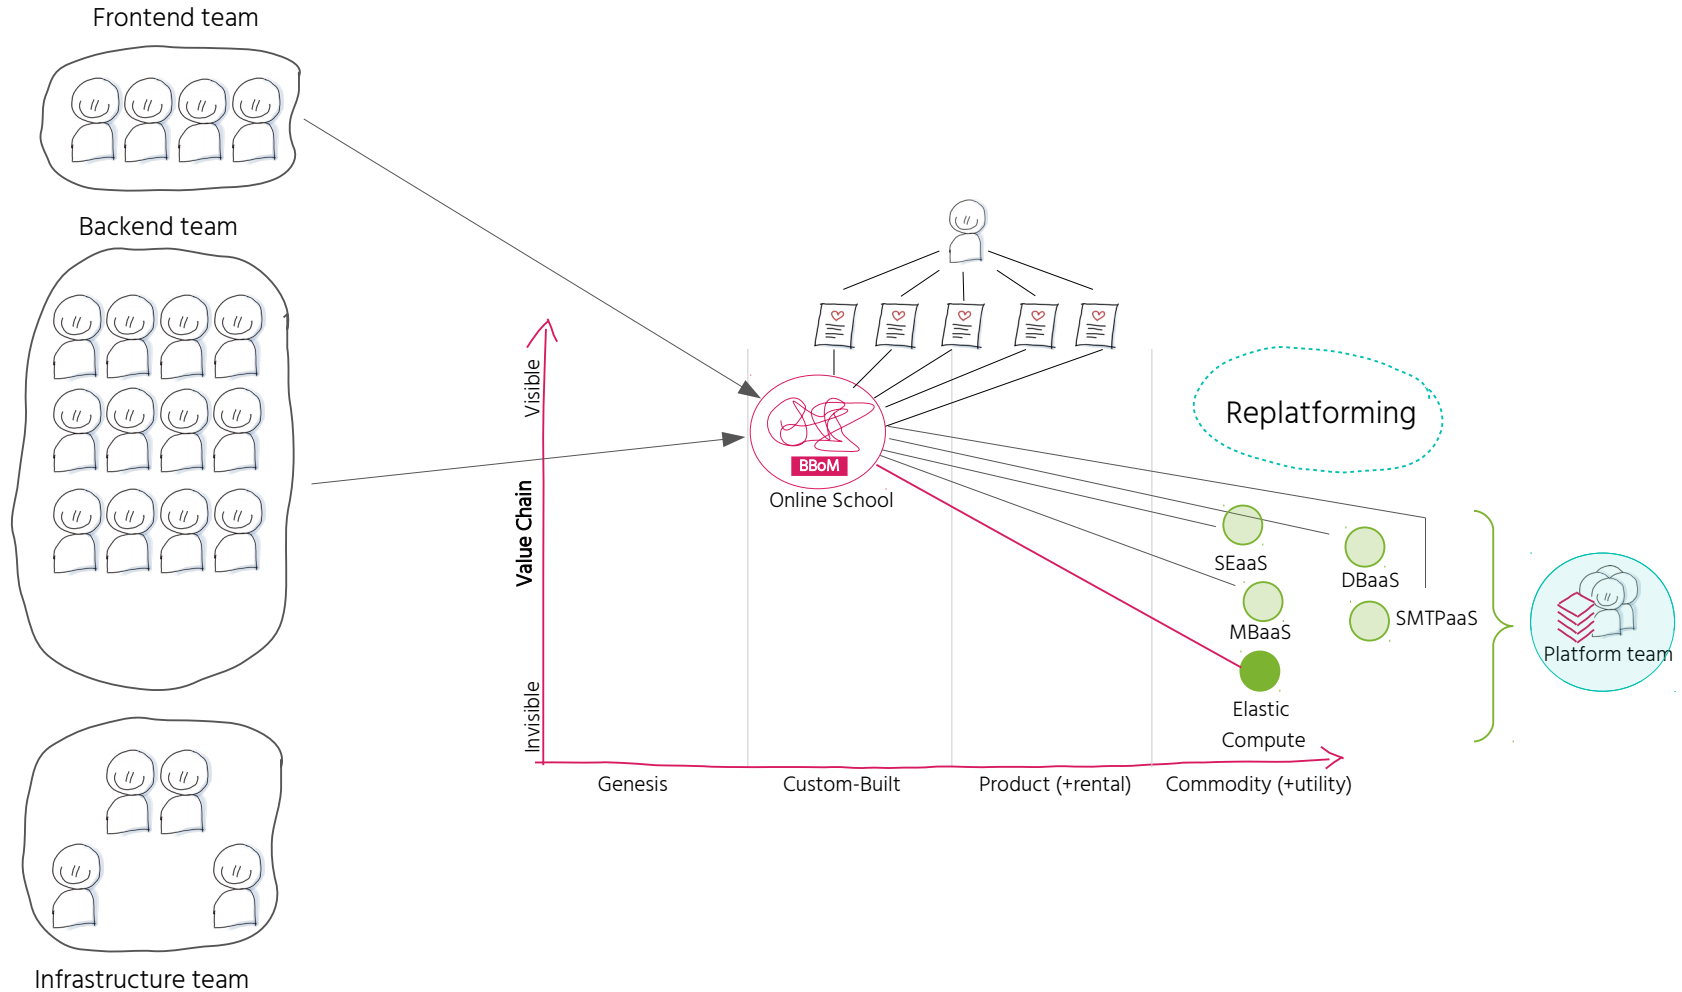 Frontend team
Backend team
Infrastructure team
Visible
Value Chain
Invisible
BBoM
Online School
Replatforming
SEaaS
DBaaS
MBaaS
SMTPaaS
Elastic
Compute
Platform team
Genesis
Custom-Built
Product (+rental)
Commodity (+utility)